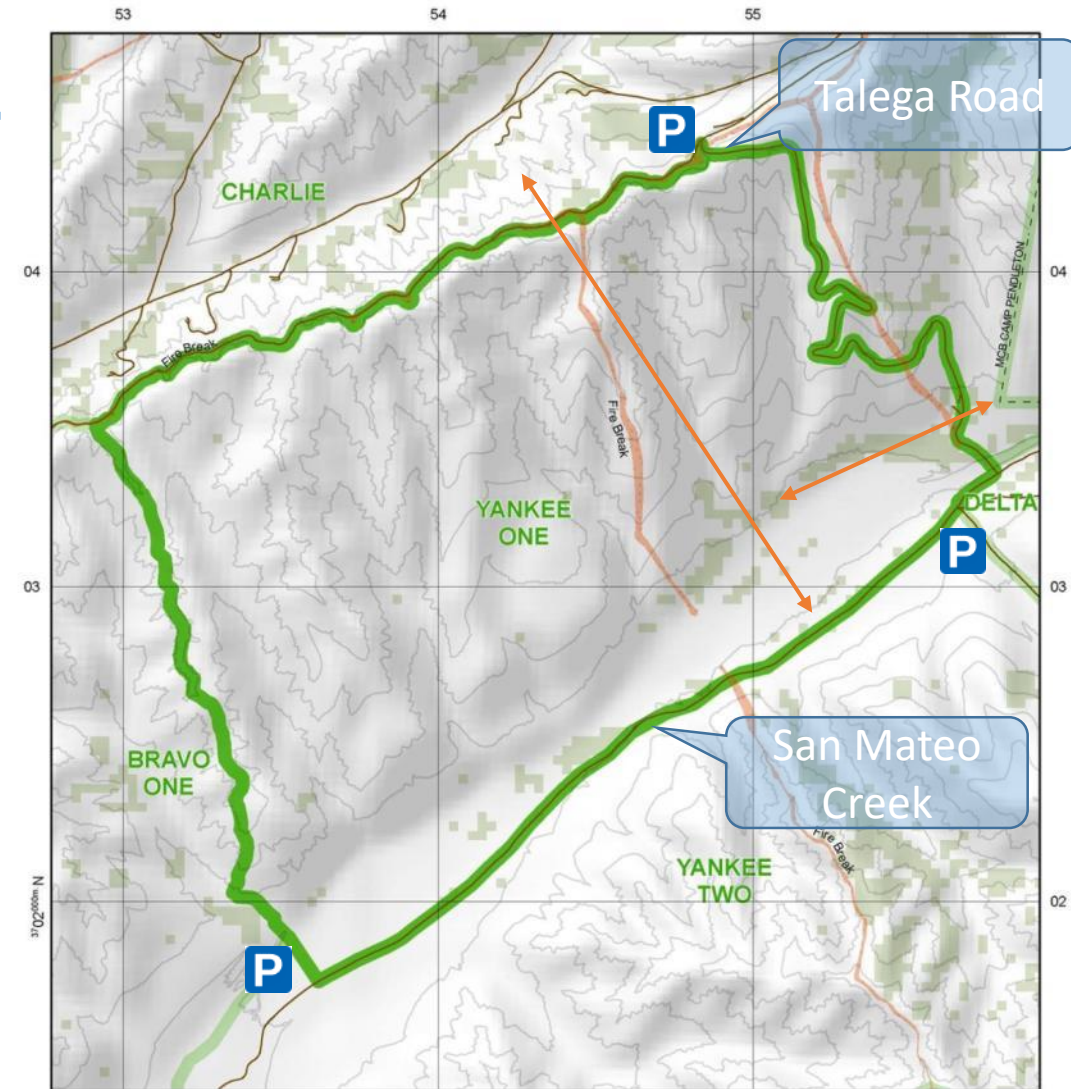 53
54
55
Talega Road
P
CHARLIE
04
04
MCB CAMP PENDLETON
Fire Break
Fire Break
YANKEE
ONE
DELTA
P
03
03
San Mateo
Creek
BRAVO
ONE
Fire Break
YANKEE
TWO
3702000m N
02
P